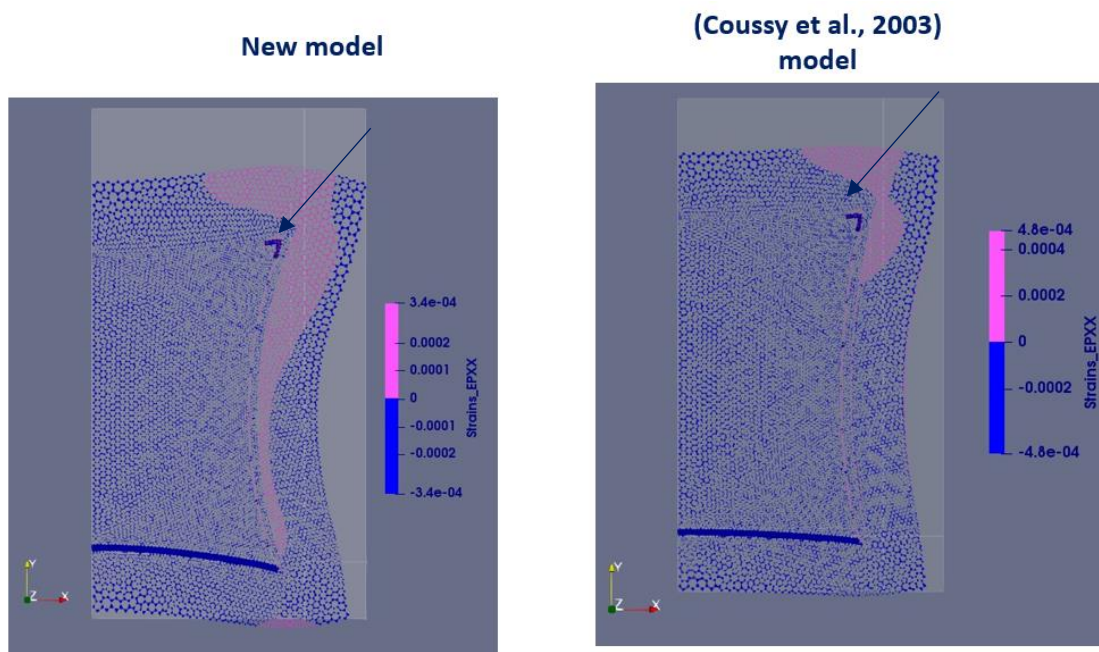 New model
(Coussy et al., 2003)
model
3.4e-04
0.0002
0.0001
0
-0.0001
-0.0002
-3.4e-04
Strains_EPXX
Y
Z
X
4.8e-04
0.0004
0.0002
0
-0.0002
-4.8e-04
Strains_EPXX
Y
Z
X